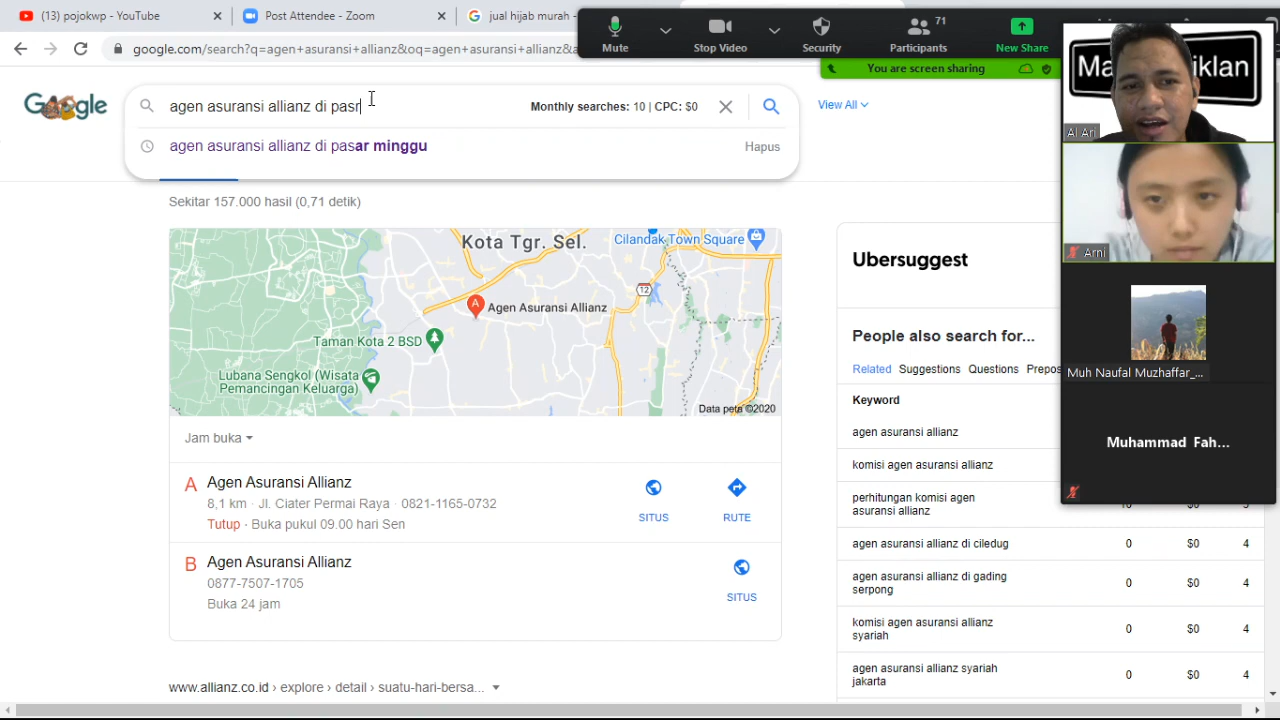 (13) pojokwp - YouTube
Post Attendee - Zoom
jual hijab murah -
google.com/search?q=agen+asuransi+allianz&oq=agen+asuransi+allianz&
Mute
Stop Video
Security
Participants
71
New Share
You are screen sharing
Google
agen asuransi allianz di pasr
Monthly searches: 10 | CPC: $0
View All
agen asuransi allianz di pasar minggu
Hapus
Sekitar 157.000 hasil (0,71 detik)
Kota Tgr. Sel.
Cilandak Town Square
12
A
Agen Asuransi Allianz
Taman Kota 2 BSD
Lubana Sengkol (Wisata
Pemancingan Keluarga)
Data peta ©2020
Jam buka
A
Agen Asuransi Allianz
8,1 km · Jl. Ciater Permai Raya · 0821-1165-0732
Tutup · Buka pukul 09.00 hari Sen
SITUS
RUTE
B
Agen Asuransi Allianz
0877-7507-1705
Buka 24 jam
SITUS
www.allianz.co.id › explore › detail › suatu-hari-bersa...
Ubersuggest
People also search for...
Related
Suggestions
Questions
Prepos
Keyword
agen asuransi allianz
komisi agen asuransi allianz
perhitungan komisi agen
asuransi allianz
agen asuransi allianz di ciledug
0
$0
4
agen asuransi allianz di gading
serpong
0
$0
4
komisi agen asuransi allianz
syariah
0
$0
4
agen asuransi allianz syariah
jakarta
0
$0
4
Ma
iklan
Al Ari
Arni
Muh Naufal Muzhaffar_...
Muhammad Fah...